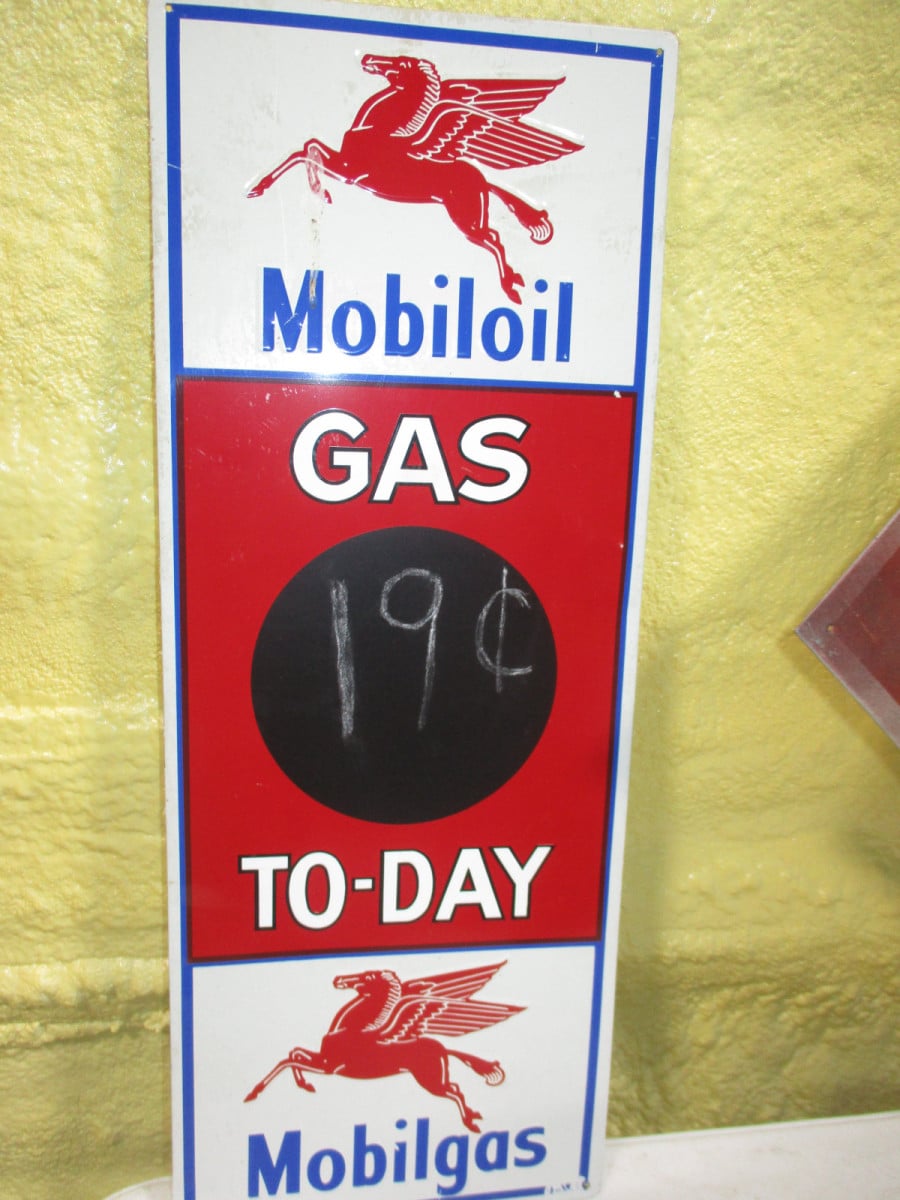 Mobiloil
GAS
19¢
TO-DAY
Mobilgas